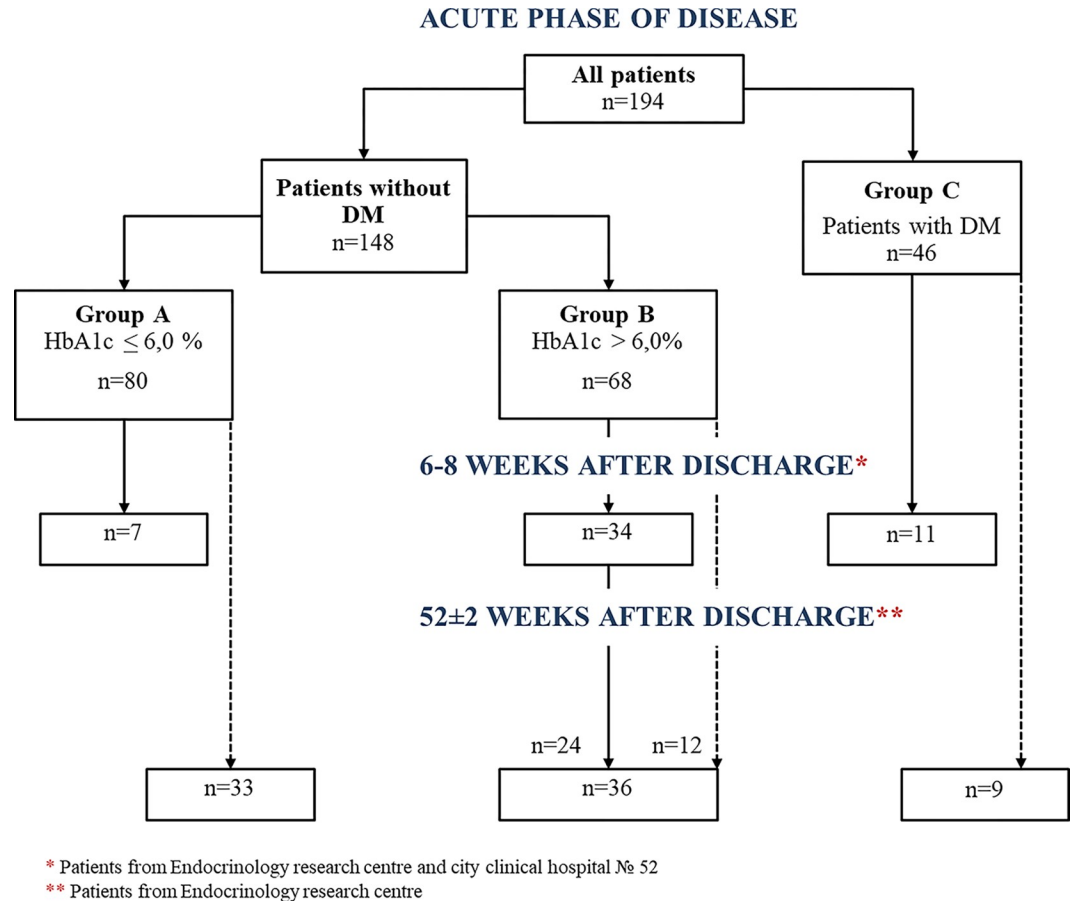 ACUTE PHASE OF DISEASE
All patients
n=194
Patients without
DM
n=148
Group C
Patients with DM
n=46
Group A
HbA1c ≤ 6,0 %
n=80
Group B
HbA1c > 6,0%
n=68
6-8 WEEKS AFTER DISCHARGE*
n=7
n=34
n=11
52±2 WEEKS AFTER DISCHARGE**
n=24
n=12
n=33
n=36
n=9
* Patients from Endocrinology research centre and city clinical hospital № 52
** Patients from Endocrinology research centre